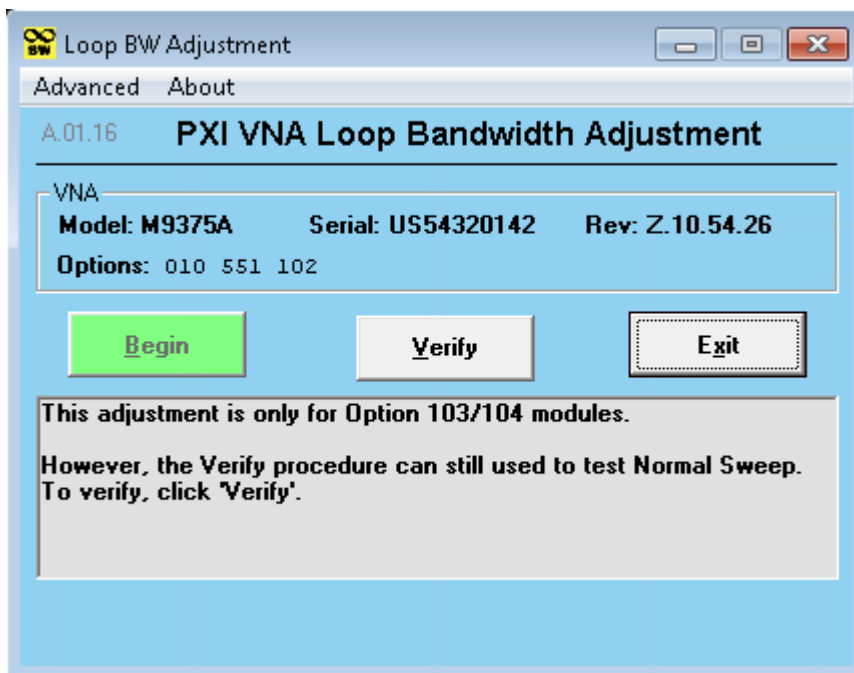 BW Loop BW Adjustment
Advanced About
A.01.16 PXI VNA Loop Bandwidth Adjustment
VNA
Model: M9375A Serial: US54320142 Rev: Z.10.54.26
Options: 010 551 102
Begin Verify Exit
This adjustment is only for Option 103/104 modules.
However, the Verify procedure can still used to test Normal Sweep.
To verify, click 'Verify'.